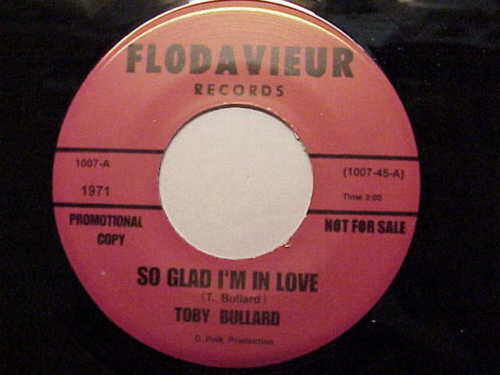 FLODAVIEUR
RECORDS
1007-A
(1007-45-A)
1971
Time 2:00
PROMOTIONAL
COPY
NOT FOR SALE
SO GLAD I'M IN LOVE
(T. Bullard)
TOBY BULLARD
D. Polk Production